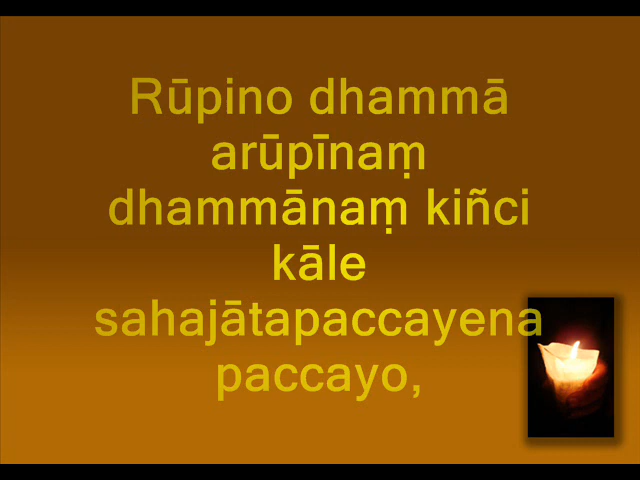 Rūpino dhammā
arūpīnaṃ
dhammānaṃ kiñci
kāle
sahajātapaccayena
paccayo,